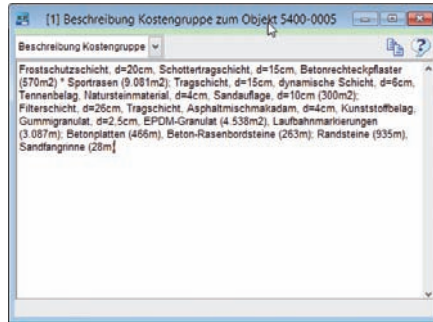 [1] Beschreibung Kostengruppe zum Objekt 5400-0005
Beschreibung Kostengruppe
Frostschutzschicht, d=20cm, Schottertragschicht, d=15cm, Betonrechteckpflaster
(570m2) * Sportrasen (9.081m2); Tragschicht, d=15cm, dynamische Schicht, d=6cm,
Tennenbelag, Natursteinmaterial, d=4cm, Sandauflage, d=10cm (300m2);
Filterschicht, d=26cm, Tragschicht, Asphaltmischmakadam, d=4cm, Kunststoffbelag,
Gummigranulat, d=2,5cm, EPDM-Granulat (4.538m2), Laufbahnmarkierungen
(3.087m); Betonplatten (466m), Beton-Rasenbordsteine (263m); Randsteine (935m),
Sandfangrinne (28m